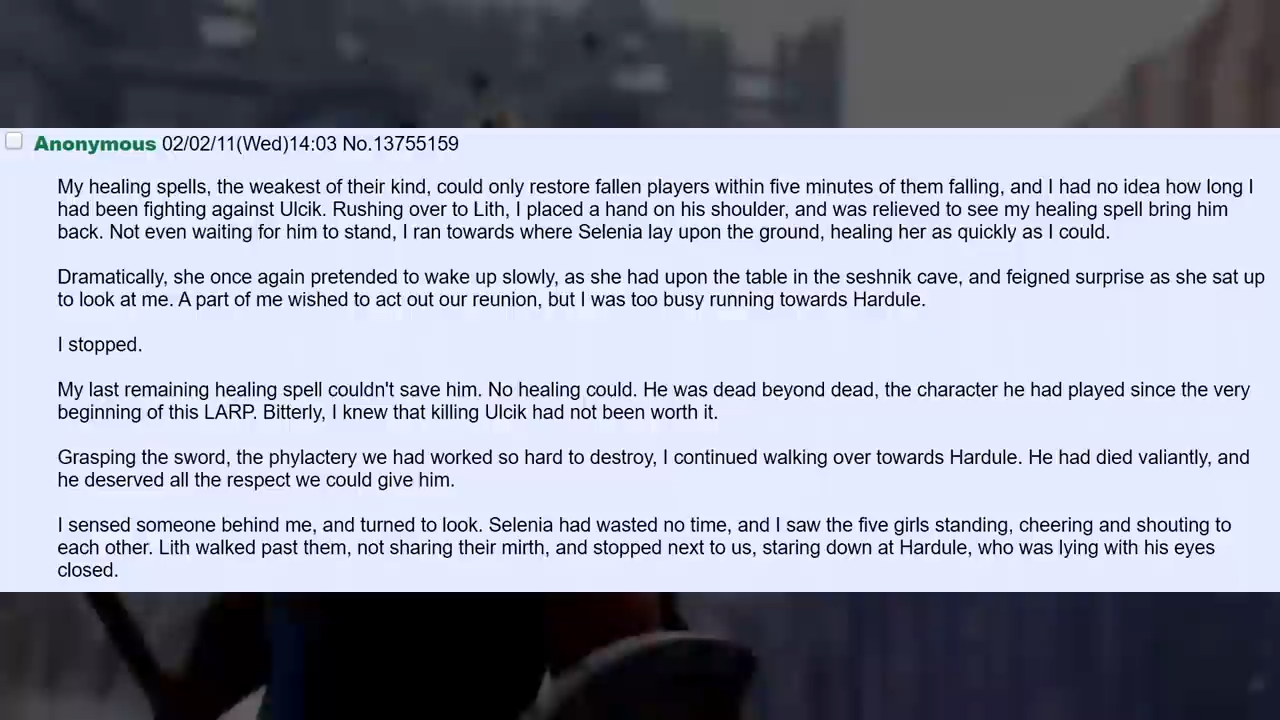 Anonymous 02/02/11(Wed)14:03 No.13755159
My healing spells, the weakest of their kind, could only restore fallen players within five minutes of them falling, and I had no idea how long I
had been fighting against Ulcik. Rushing over to Lith, I placed a hand on his shoulder, and was relieved to see my healing spell bring him
back. Not even waiting for him to stand, I ran towards where Selenia lay upon the ground, healing her as quickly as I could.
Dramatically, she once again pretended to wake up slowly, as she had upon the table in the seshnik cave, and feigned surprise as she sat up
to look at me. A part of me wished to act out our reunion, but I was too busy running towards Hardule.
I stopped.
My last remaining healing spell couldn't save him. No healing could. He was dead beyond dead, the character he had played since the very
beginning of this LARP. Bitterly, I knew that killing Ulcik had not been worth it.
Grasping the sword, the phylactery we had worked so hard to destroy, I continued walking over towards Hardule. He had died valiantly, and
he deserved all the respect we could give him.
I sensed someone behind me, and turned to look. Selenia had wasted no time, and I saw the five girls standing, cheering and shouting to
each other. Lith walked past them, not sharing their mirth, and stopped next to us, staring down at Hardule, who was lying with his eyes
closed.